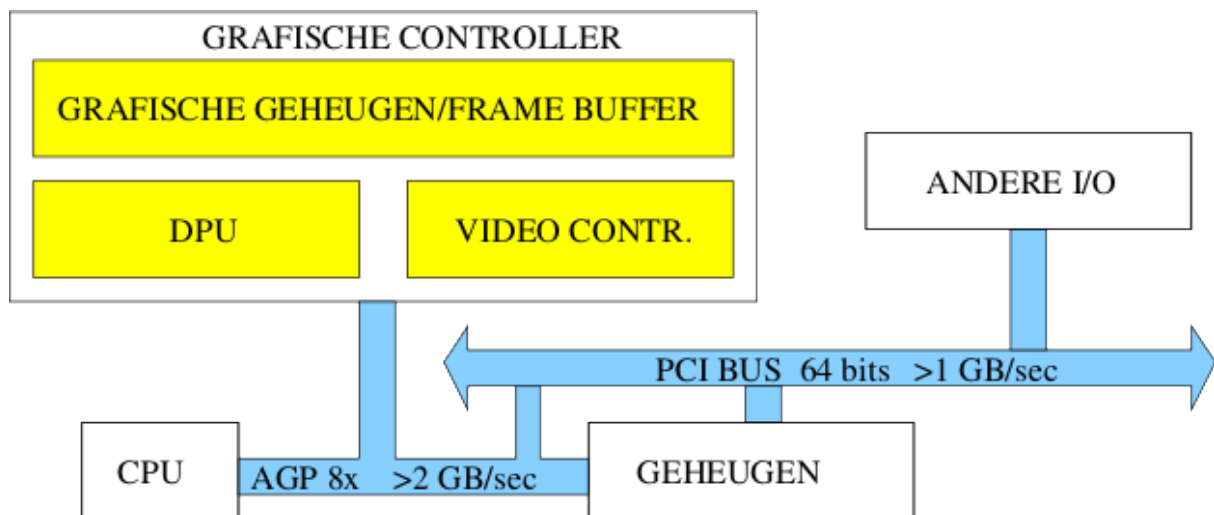 GRAFISCHE CONTROLLER
GRAFISCHE GEHEUGEN/FRAME BUFFER
DPU
VIDEO CONTR.
ANDERE I/O
PCI BUS 64 bits >1 GB/sec
CPU
AGP 8x >2 GB/sec
GEHEUGEN